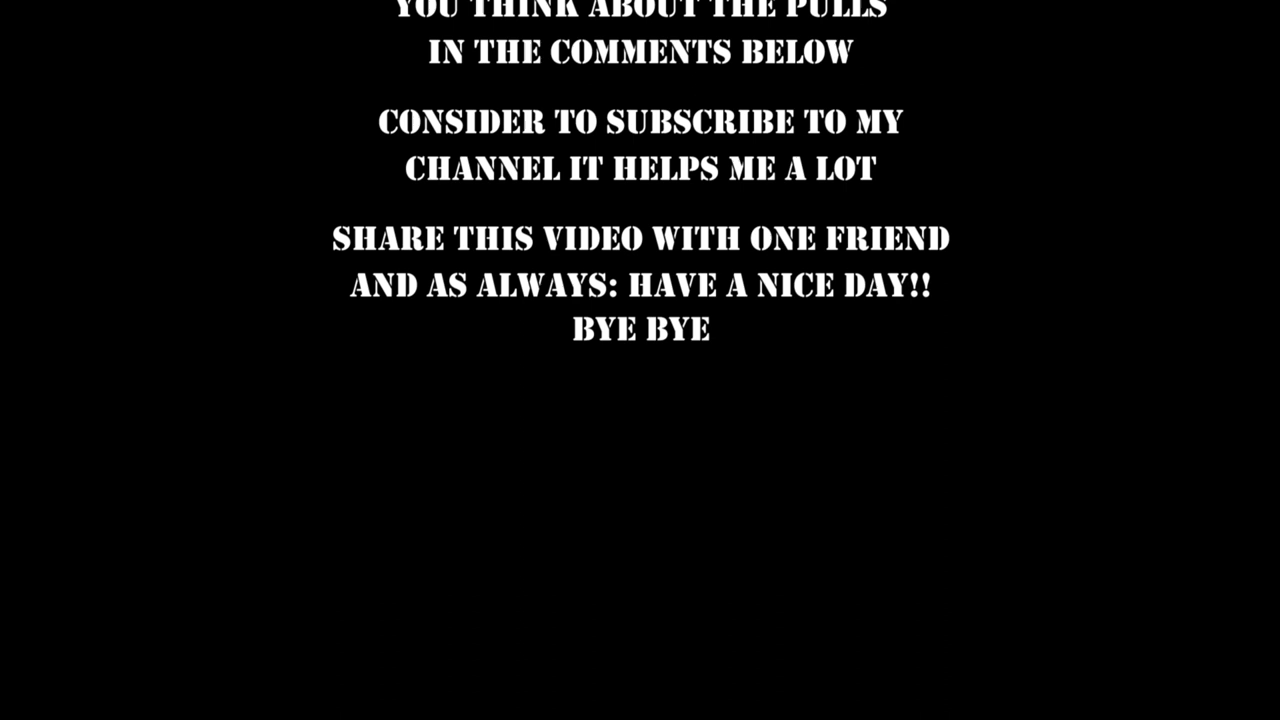 YOU THINK ABOUT THE PULLS
IN THE COMMENTS BELOW
CONSIDER TO SUBSCRIBE TO MY
CHANNEL IT HELPS ME A LOT
SHARE THIS VIDEO WITH ONE FRIEND
AND AS ALWAYS: HAVE A NICE DAY!!
BYE BYE